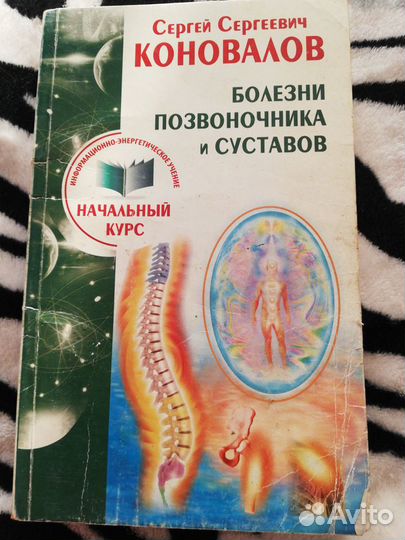 Сергей Сергеевич
КОНОВАЛОВ
БОЛЕЗНИ
ПОЗВОНОЧНИКА
и СУСТАВОВ
ИНФОРМАЦИОННО-ЭНЕРГЕТИЧЕСКОЕ УЧЕНИЕ
НАЧАЛЬНЫЙ
КУРС
Avito